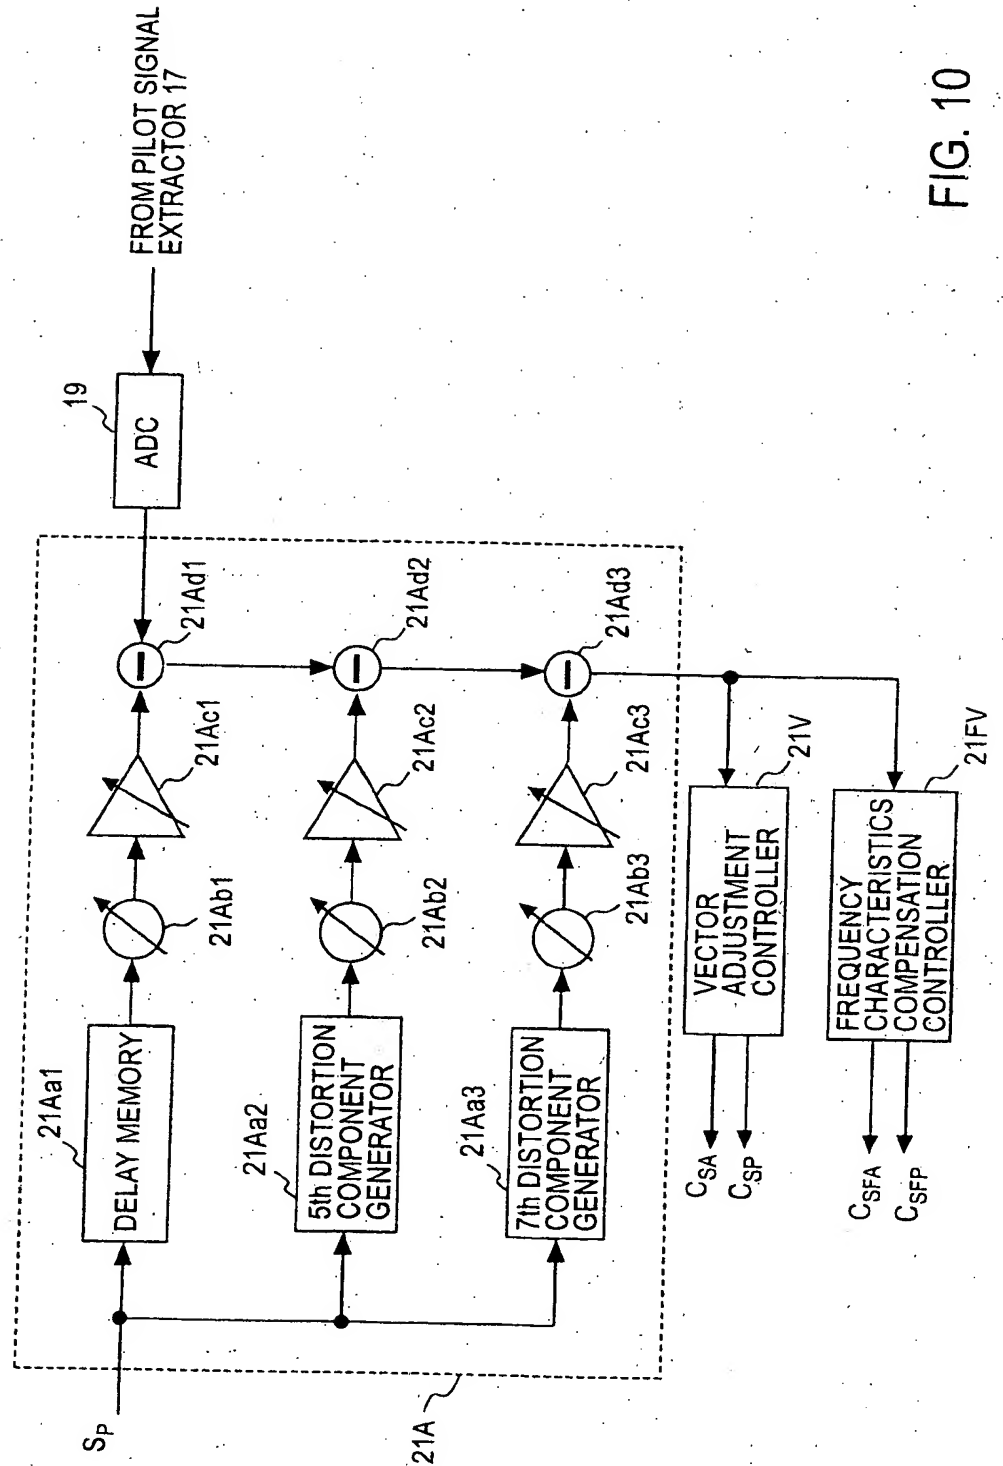 FROM PILOT SIGNAL
EXTRACTOR 17
19
ADC
21Ad1
21Ac1
21Ab1
21Aa1
DELAY MEMORY
21Ad2
21Ac2
21Ab2
21Aa2
5th DISTORTION
COMPONENT
GENERATOR
21Ad3
21Ac3
21Ab3
21Aa3
7th DISTORTION
COMPONENT
GENERATOR
SP
21A
21V
VECTOR
ADJUSTMENT
CONTROLLER
CSA
CSP
21FV
FREQUENCY
CHARACTERISTICS
COMPENSATION
CONTROLLER
CSFA
CSFP
FIG. 10